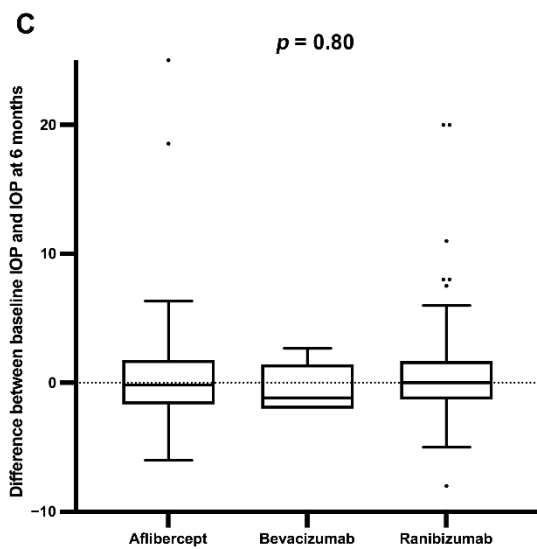 C
p = 0.80
Difference between baseline IOP and IOP at 6 months
20
10
0
−10
Aflibercept Bevacizumab Ranibizumab